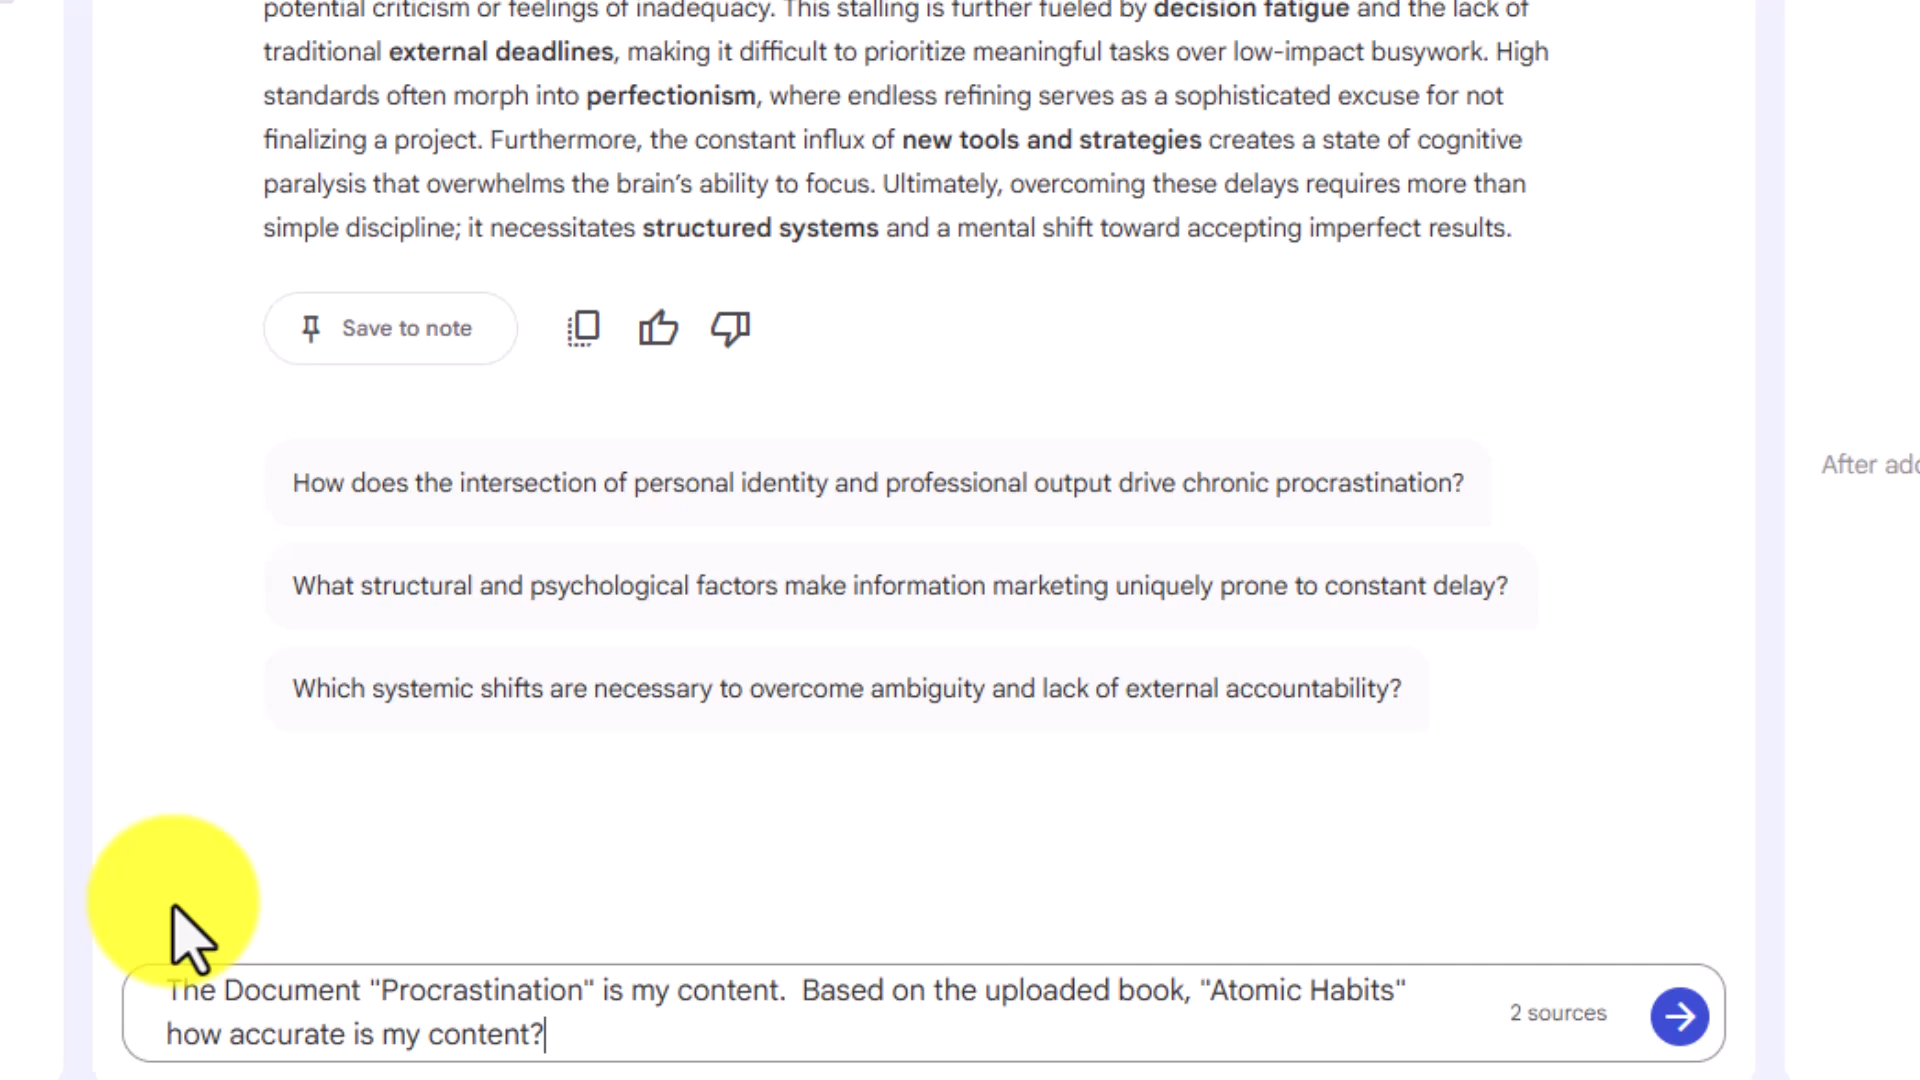 potential criticism or feelings of inadequacy. This stalling is further fueled by decision fatigue and the lack of
traditional external deadlines, making it difficult to prioritize meaningful tasks over low-impact busywork. High
standards often morph into perfectionism, where endless refining serves as a sophisticated excuse for not
finalizing a project. Furthermore, the constant influx of new tools and strategies creates a state of cognitive
paralysis that overwhelms the brain's ability to focus. Ultimately, overcoming these delays requires more than
simple discipline; it necessitates structured systems and a mental shift toward accepting imperfect results.
Save to note
How does the intersection of personal identity and professional output drive chronic procrastination?
After
What structural and psychological factors make information marketing uniquely prone to constant delay?
Which systemic shifts are necessary to overcome ambiguity and lack of external accountability?
The Document "Procrastination" is my content.  Based on the uploaded book, "Atomic Habits"
how accurate is my content?
2 sources